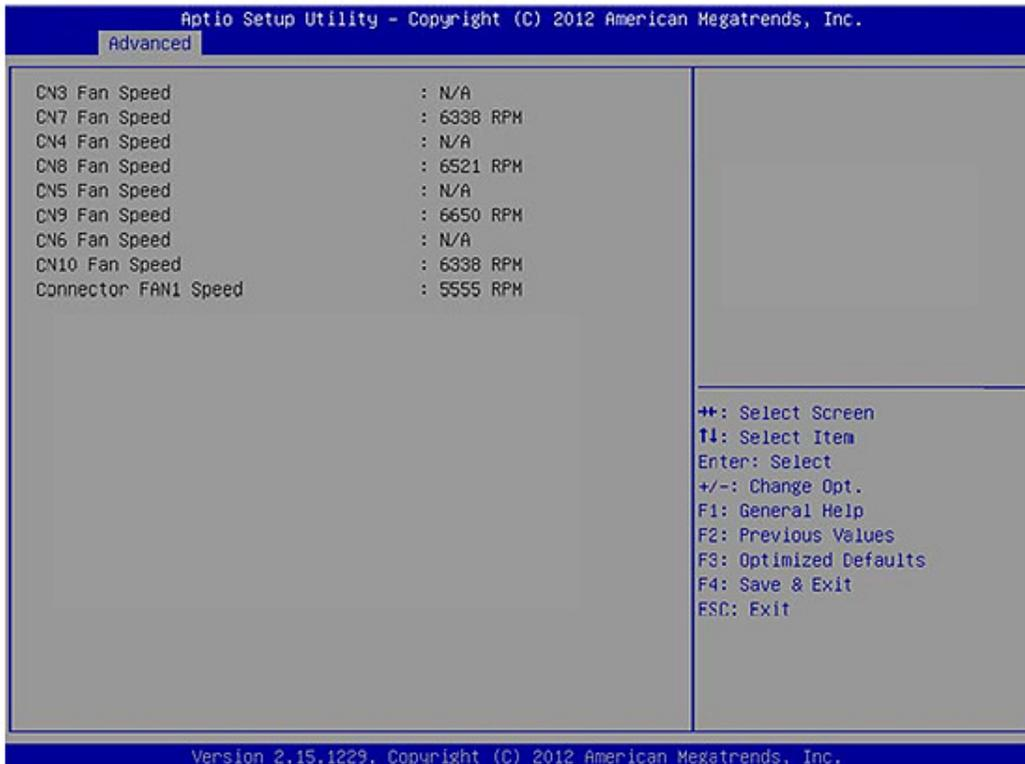 Aptio Setup Utility – Copyright (C) 2012 American Megatrends, Inc.
Advanced
CN3 Fan Speed : N/A
CN7 Fan Speed : 6338 RPM
CN4 Fan Speed : N/A
CN8 Fan Speed : 6521 RPM
CN5 Fan Speed : N/A
CN9 Fan Speed : 6650 RPM
CN6 Fan Speed : N/A
CN10 Fan Speed : 6338 RPM
Connector FAN1 Speed : 5555 RPM
→←: Select Screen
↑↓: Select Item
Enter: Select
+/-: Change Opt.
F1: General Help
F2: Previous Values
F3: Optimized Defaults
F4: Save & Exit
ESC: Exit
Version 2.15.1229. Copyright (C) 2012 American Megatrends, Inc.